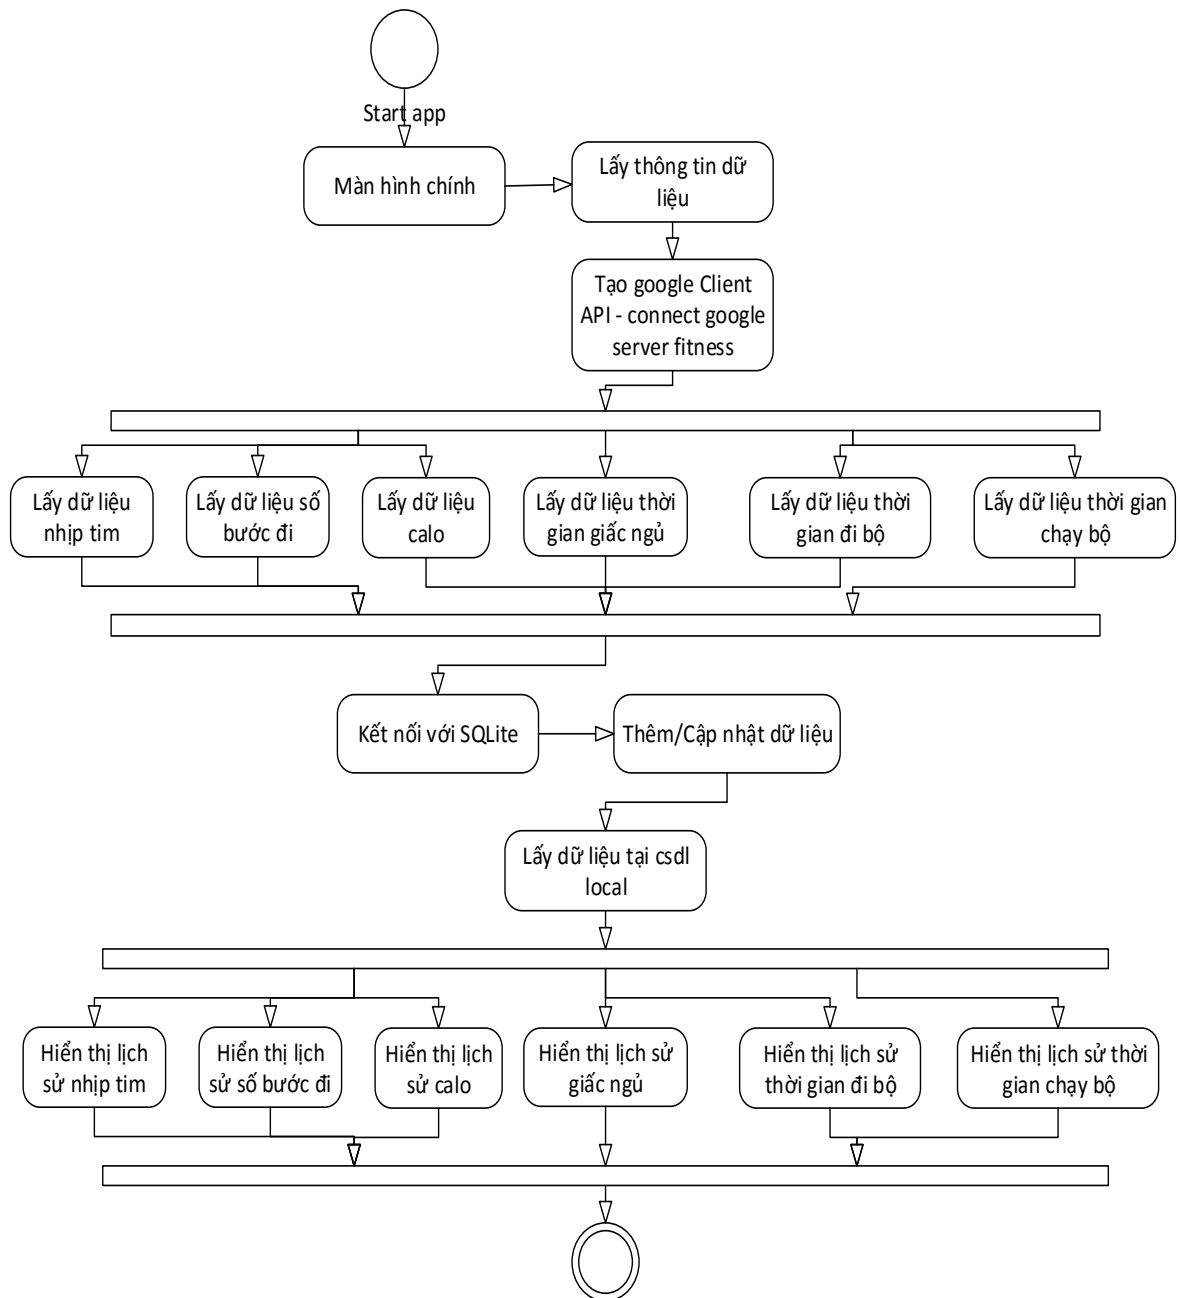 Start app
Màn hình chính
Lấy thông tin dữ
liệu
Tạo google Client
API - connect google
server fitness
Lấy dữ liệu
nhịp tim
Lấy dữ liệu số
bước đi
Lấy dữ liệu
calo
Lấy dữ liệu thời
gian giấc ngủ
Lấy dữ liệu thời
gian đi bộ
Lấy dữ liệu thời gian
chạy bộ
Kết nối với SQLite
Thêm/Cập nhật dữ liệu
Lấy dữ liệu tại csdl
local
Hiển thị lịch
sử nhịp tim
Hiển thị lịch
sử số bước đi
Hiển thị lịch
sử calo
Hiển thị lịch sử
giấc ngủ
Hiển thị lịch sử
thời gian đi bộ
Hiển thị lịch sử thời
gian chạy bộ